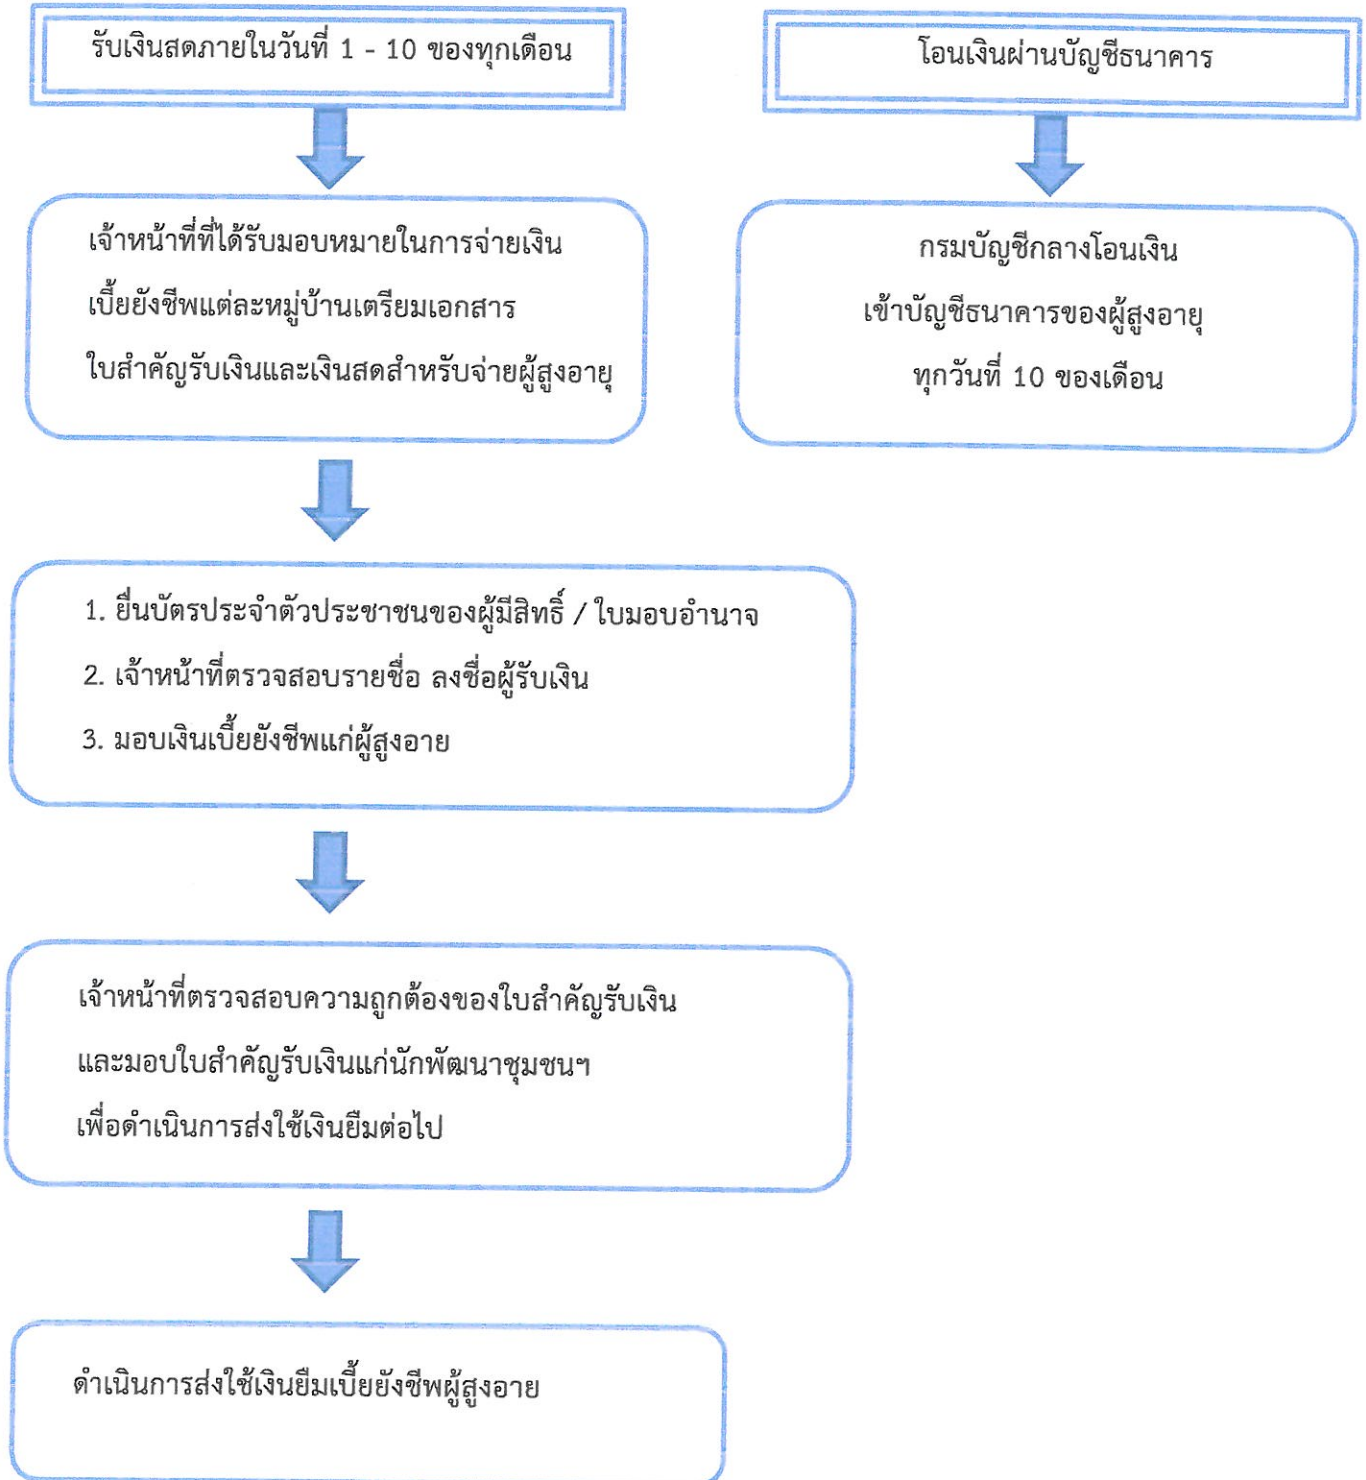 รับเงินสดภายในวันที่ 1 - 10 ของทุกเดือน
เจ้าหน้าที่ที่ได้รับมอบหมายในการจ่ายเงิน
เบี้ยยังชีพแต่ละหมู่บ้านเตรียมเอกสาร
ใบสำคัญรับเงินและเงินสดสำหรับจ่ายผู้สูงอายุ
1. ยื่นบัตรประจำตัวประชาชนของผู้มีสิทธิ์ / ใบมอบอำนาจ
2. เจ้าหน้าที่ตรวจสอบรายชื่อ ลงชื่อผู้รับเงิน
3. มอบเงินเบี้ยยังชีพแก่ผู้สูงอาย
เจ้าหน้าที่ตรวจสอบความถูกต้องของใบสำคัญรับเงิน
และมอบใบสำคัญรับเงินแก่นักพัฒนาชุมชนฯ
เพื่อดำเนินการส่งใช้เงินยืมต่อไป
ดำเนินการส่งใช้เงินยืมเบี้ยยังชีพผู้สูงอาย
โอนเงินผ่านบัญชีธนาคาร
กรมบัญชีกลางโอนเงิน
เข้าบัญชีธนาคารของผู้สูงอายุ
ทุกวันที่ 10 ของเดือน